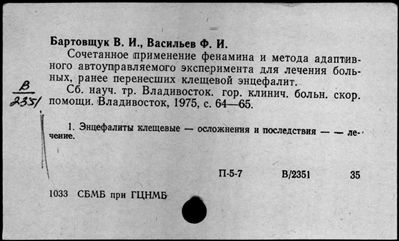 Бартовщук В. И., Васильев Ф. И.
Сочетанное применение фенамина и метода адаптив-
ного автоуправляемого эксперимента для лечения боль-
ных, ранее перенесших клещевой энцефалит.
Сб. науч. тр. Владивосток. гор. клинич. больн. скор.
помощи. Владивосток, 1975, с. 64—65.
В
2351
1. Энцефалиты клещевые — осложнения и последствия — — ле-
чение.
П-5-7 В/2351 35
1033 СБМБ при ГЦНМБ